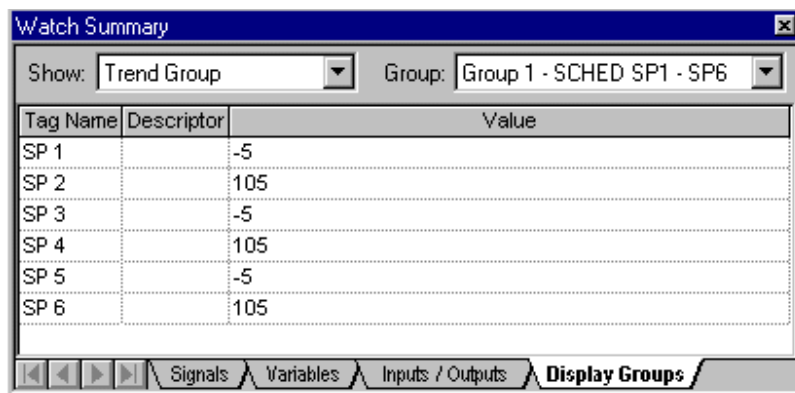 Watch Summary
Show: Trend Group Group: Group 1 - SCHED SP1 - SP6
Tag Name Descriptor Value
SP 1 -5
SP 2 105
SP 3 -5
SP 4 105
SP 5 -5
SP 6 105
Signals Variables Inputs / Outputs Display Groups